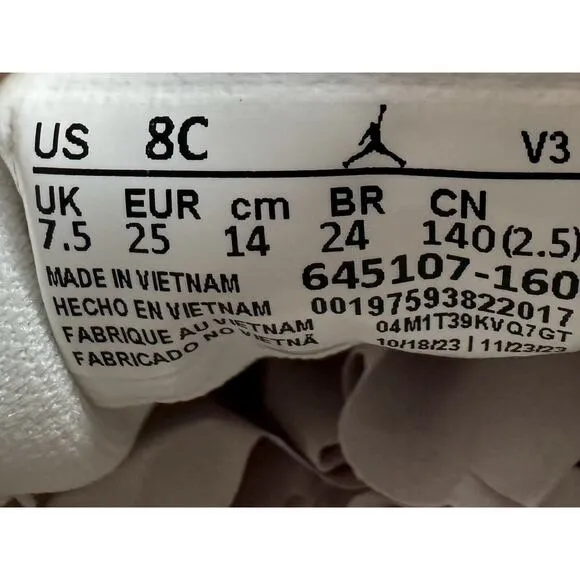 US 8C V3
UK EUR cm BR CN
7.5 25 14 24 140(2.5)
MADE IN VIETNAM 645107-160
HECHO EN VIETNAM 00197593822017
FABRIQUE AU VIETNAM 04M1T39KVQ7GT
FABRICADO NO VIETNÃ 10/18/23 | 11/23/23